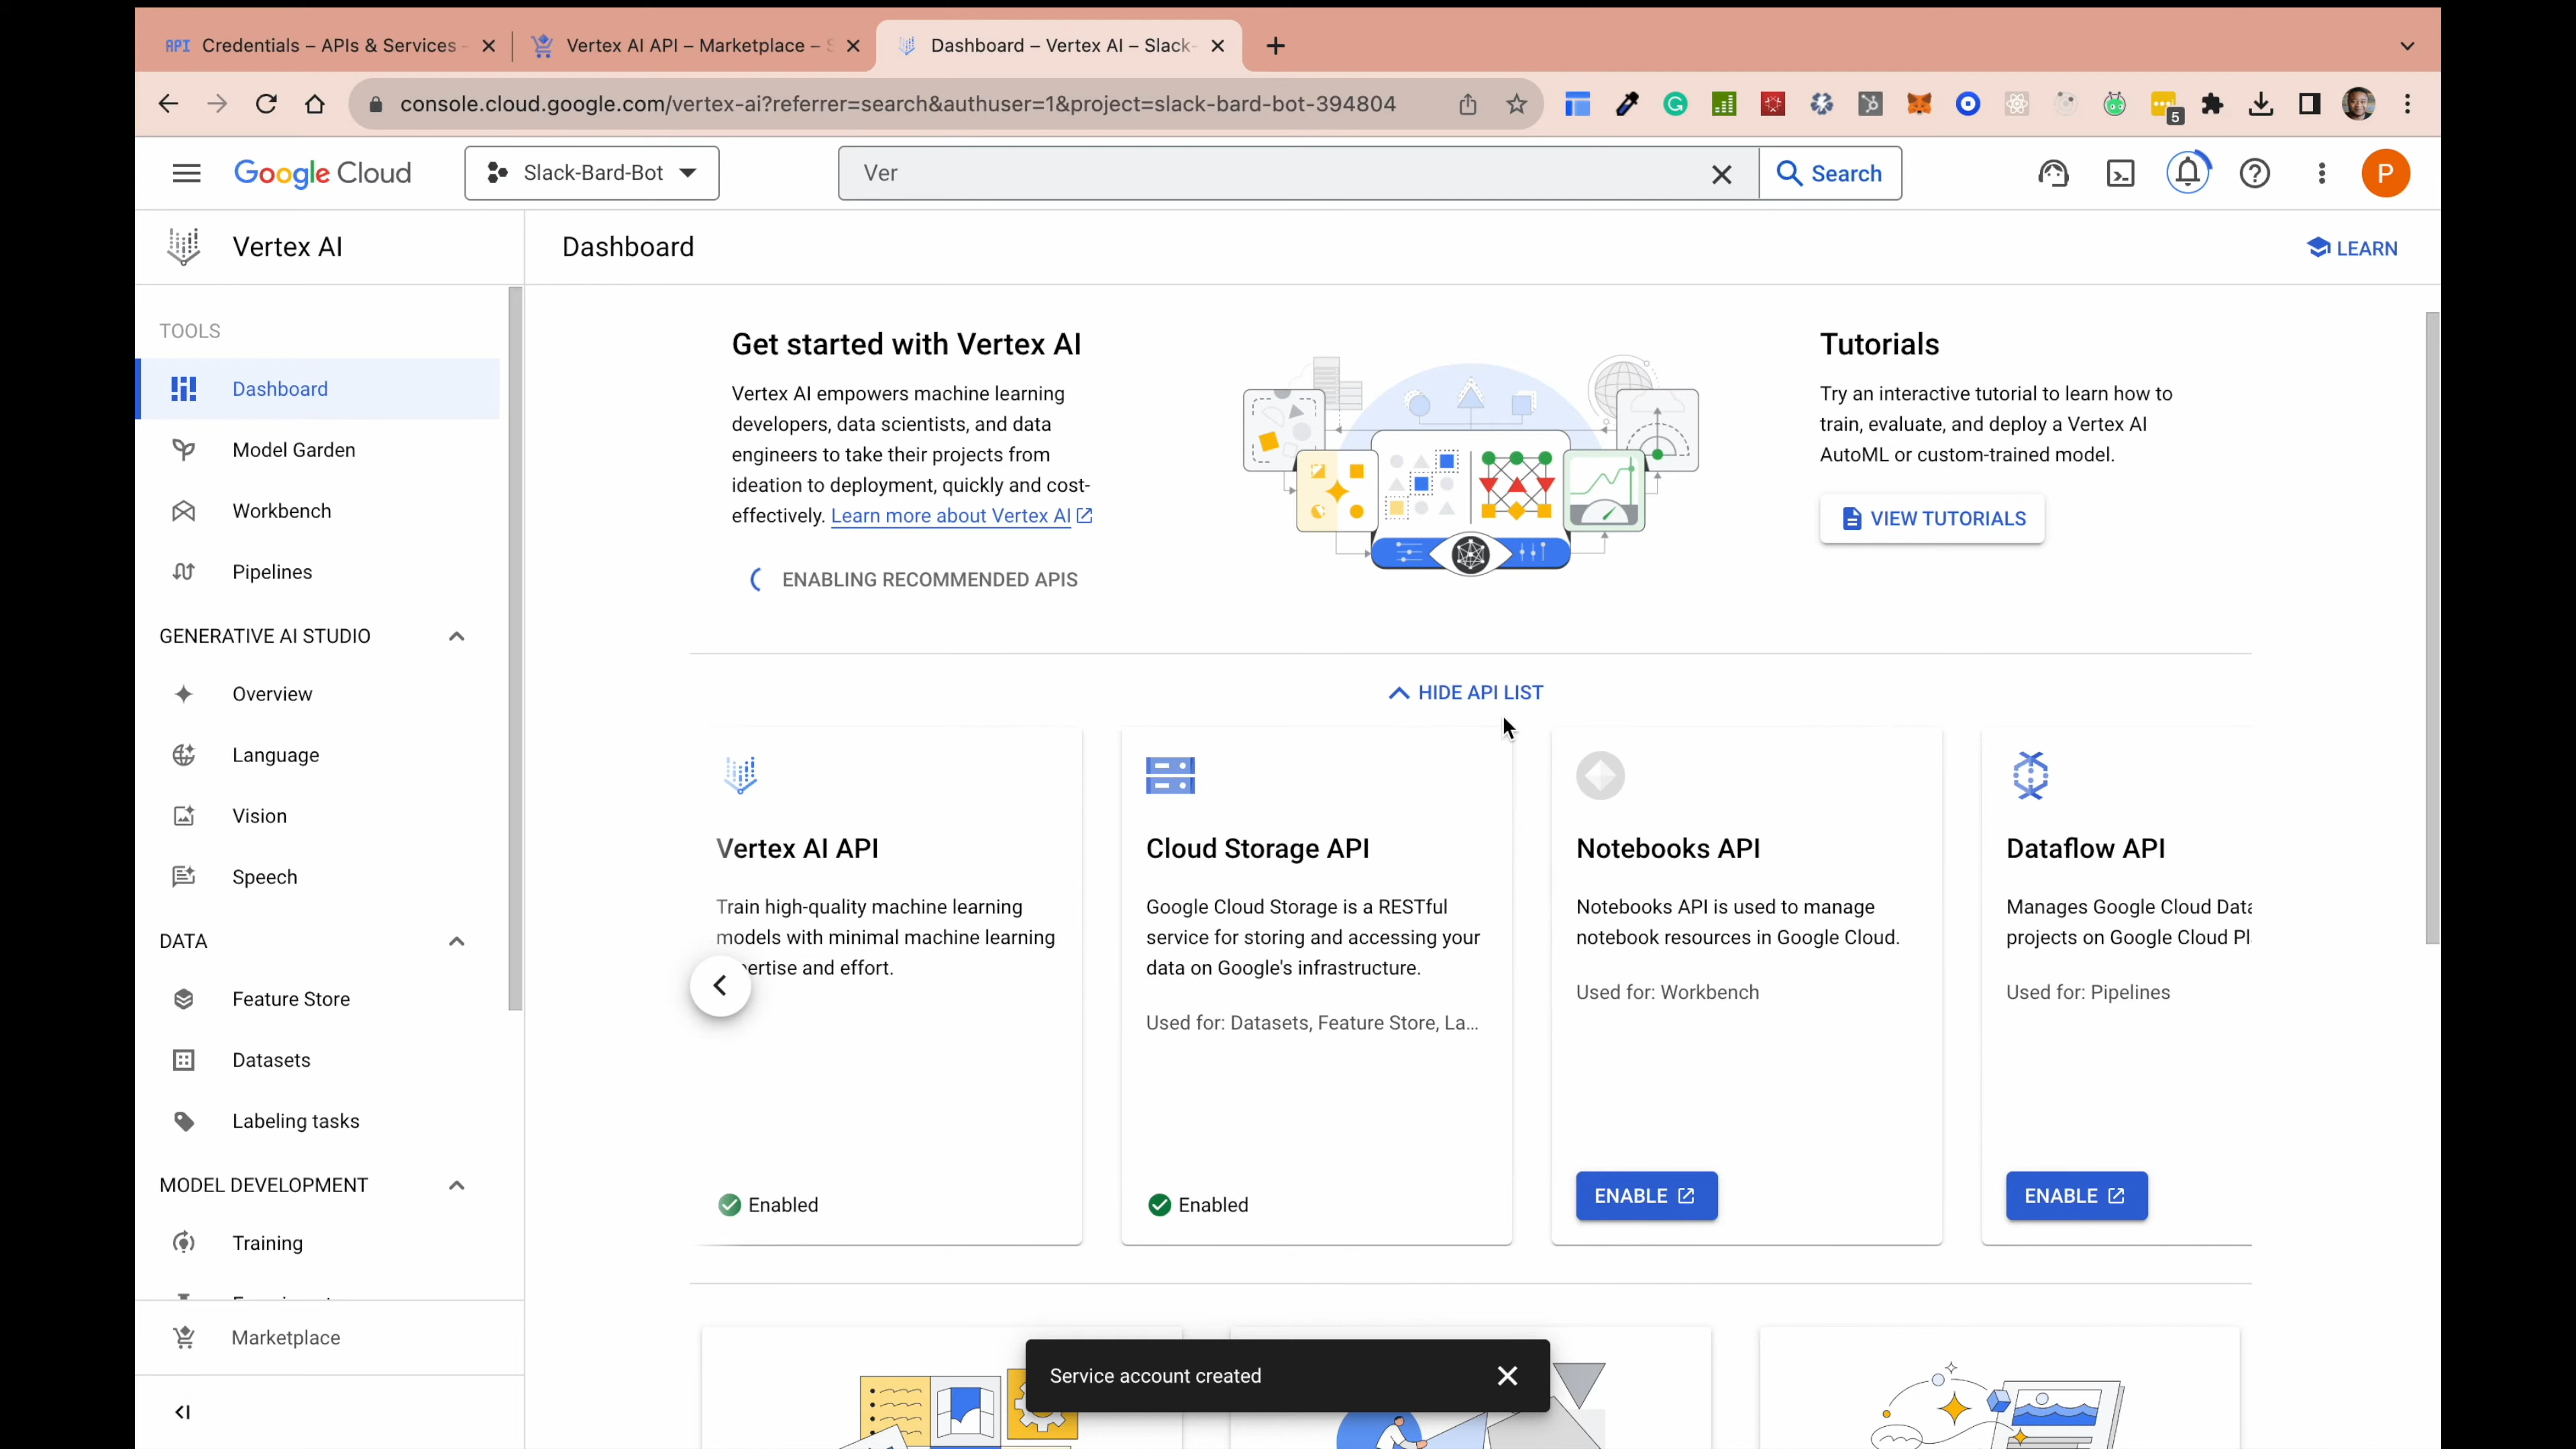 API Credentials – APIs & Services -
Vertex AI API – Marketplace – S
Dashboard – Vertex AI – Slack-
console.cloud.google.com/vertex-ai?referrer=search&authuser=1&project=slack-bard-bot-394804
5
Google Cloud
Slack-Bard-Bot
Ver
Search
P
Vertex AI
Dashboard
LEARN
TOOLS
Dashboard
Model Garden
Workbench
Pipelines
GENERATIVE AI STUDIO
Overview
Language
Vision
Speech
DATA
Feature Store
Datasets
Labeling tasks
MODEL DEVELOPMENT
Training
Marketplace
Get started with Vertex AI
Vertex AI empowers machine learning
developers, data scientists, and data
engineers to take their projects from
ideation to deployment, quickly and cost-
effectively. Learn more about Vertex AI
ENABLING RECOMMENDED APIS
Tutorials
Try an interactive tutorial to learn how to
train, evaluate, and deploy a Vertex AI
AutoML or custom-trained model.
VIEW TUTORIALS
HIDE API LIST
Vertex AI API
Train high-quality machine learning
models with minimal machine learning
ertise and effort.
Enabled
Cloud Storage API
Google Cloud Storage is a RESTful
service for storing and accessing your
data on Google's infrastructure.
Used for: Datasets, Feature Store, La...
Enabled
Notebooks API
Notebooks API is used to manage
notebook resources in Google Cloud.
Used for: Workbench
ENABLE
Dataflow API
Manages Google Cloud Data
projects on Google Cloud Pl
Used for: Pipelines
ENABLE
Service account created